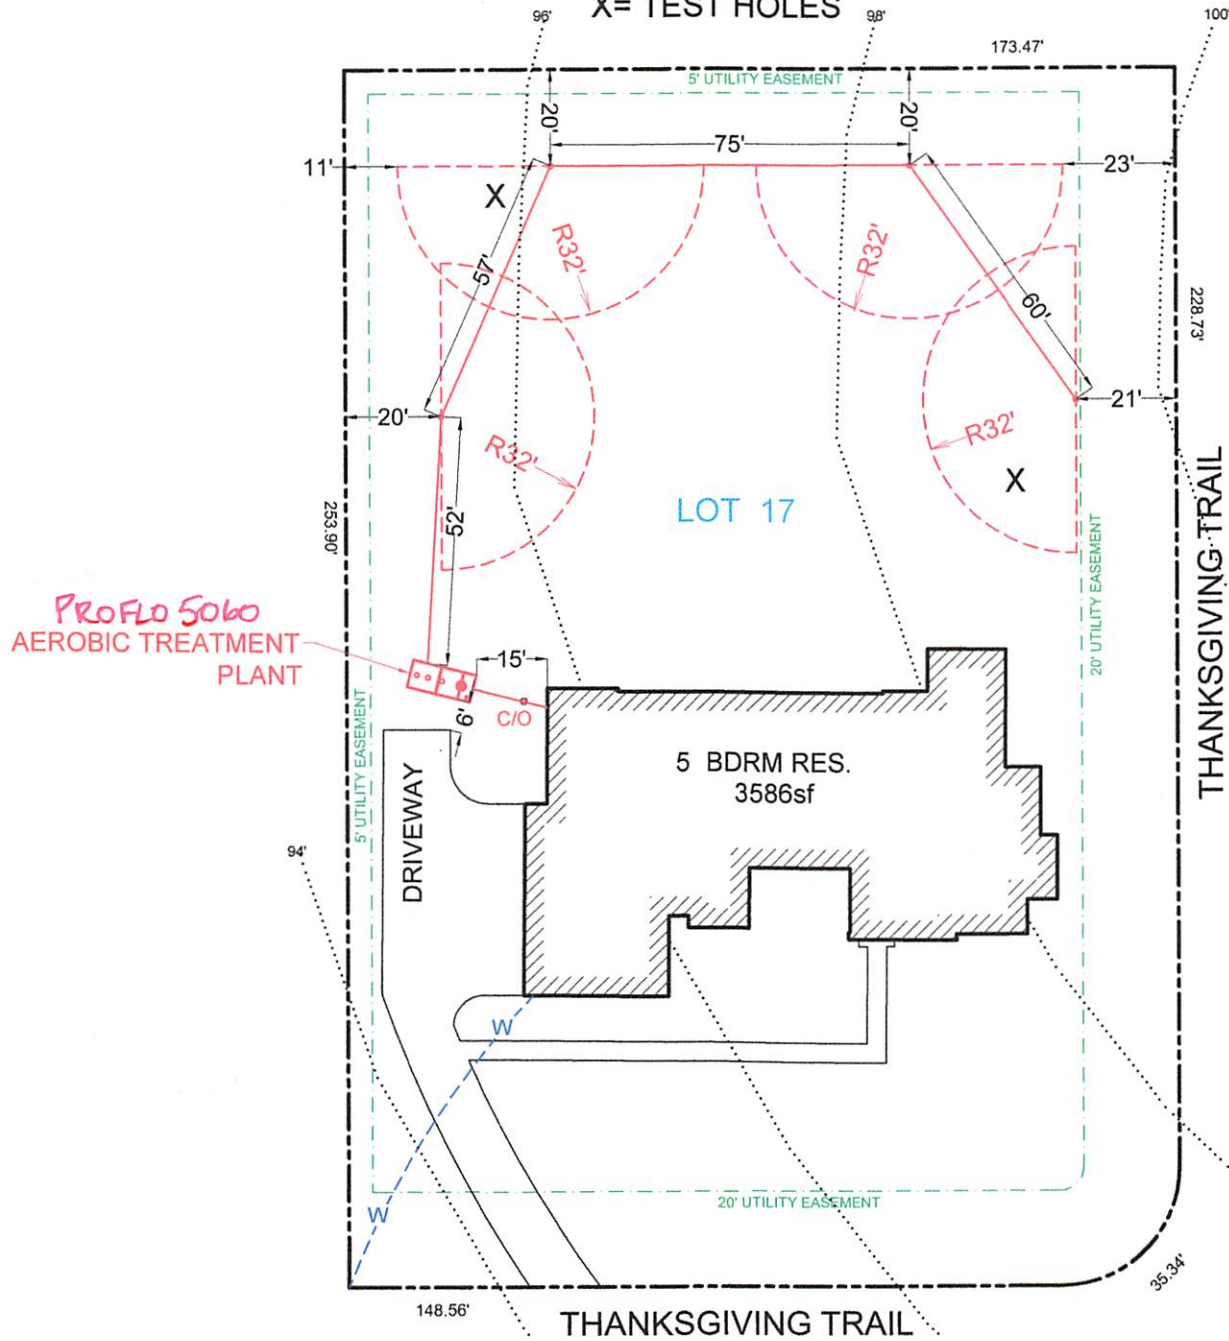 X= TEST HOLES
96'
98'
100'
173.47'
5' UTILITY EASEMENT
20'
20'
75'
11'
23'
X
R32'
R32'
57'
60'
228.73'
20'
21'
R32'
R32'
X
LOT 17
52'
253.90'
THANKSGIVING TRAIL
20' UTILITY EASEMENT
PROFLO 5060
AEROBIC TREATMENT
PLANT
15'
6'
C/O
5' UTILITY EASEMENT
5 BDRM RES.
3586sf
DRIVEWAY
94'
W
W
20' UTILITY EASEMENT
35.34'
148.56'
THANKSGIVING TRAIL